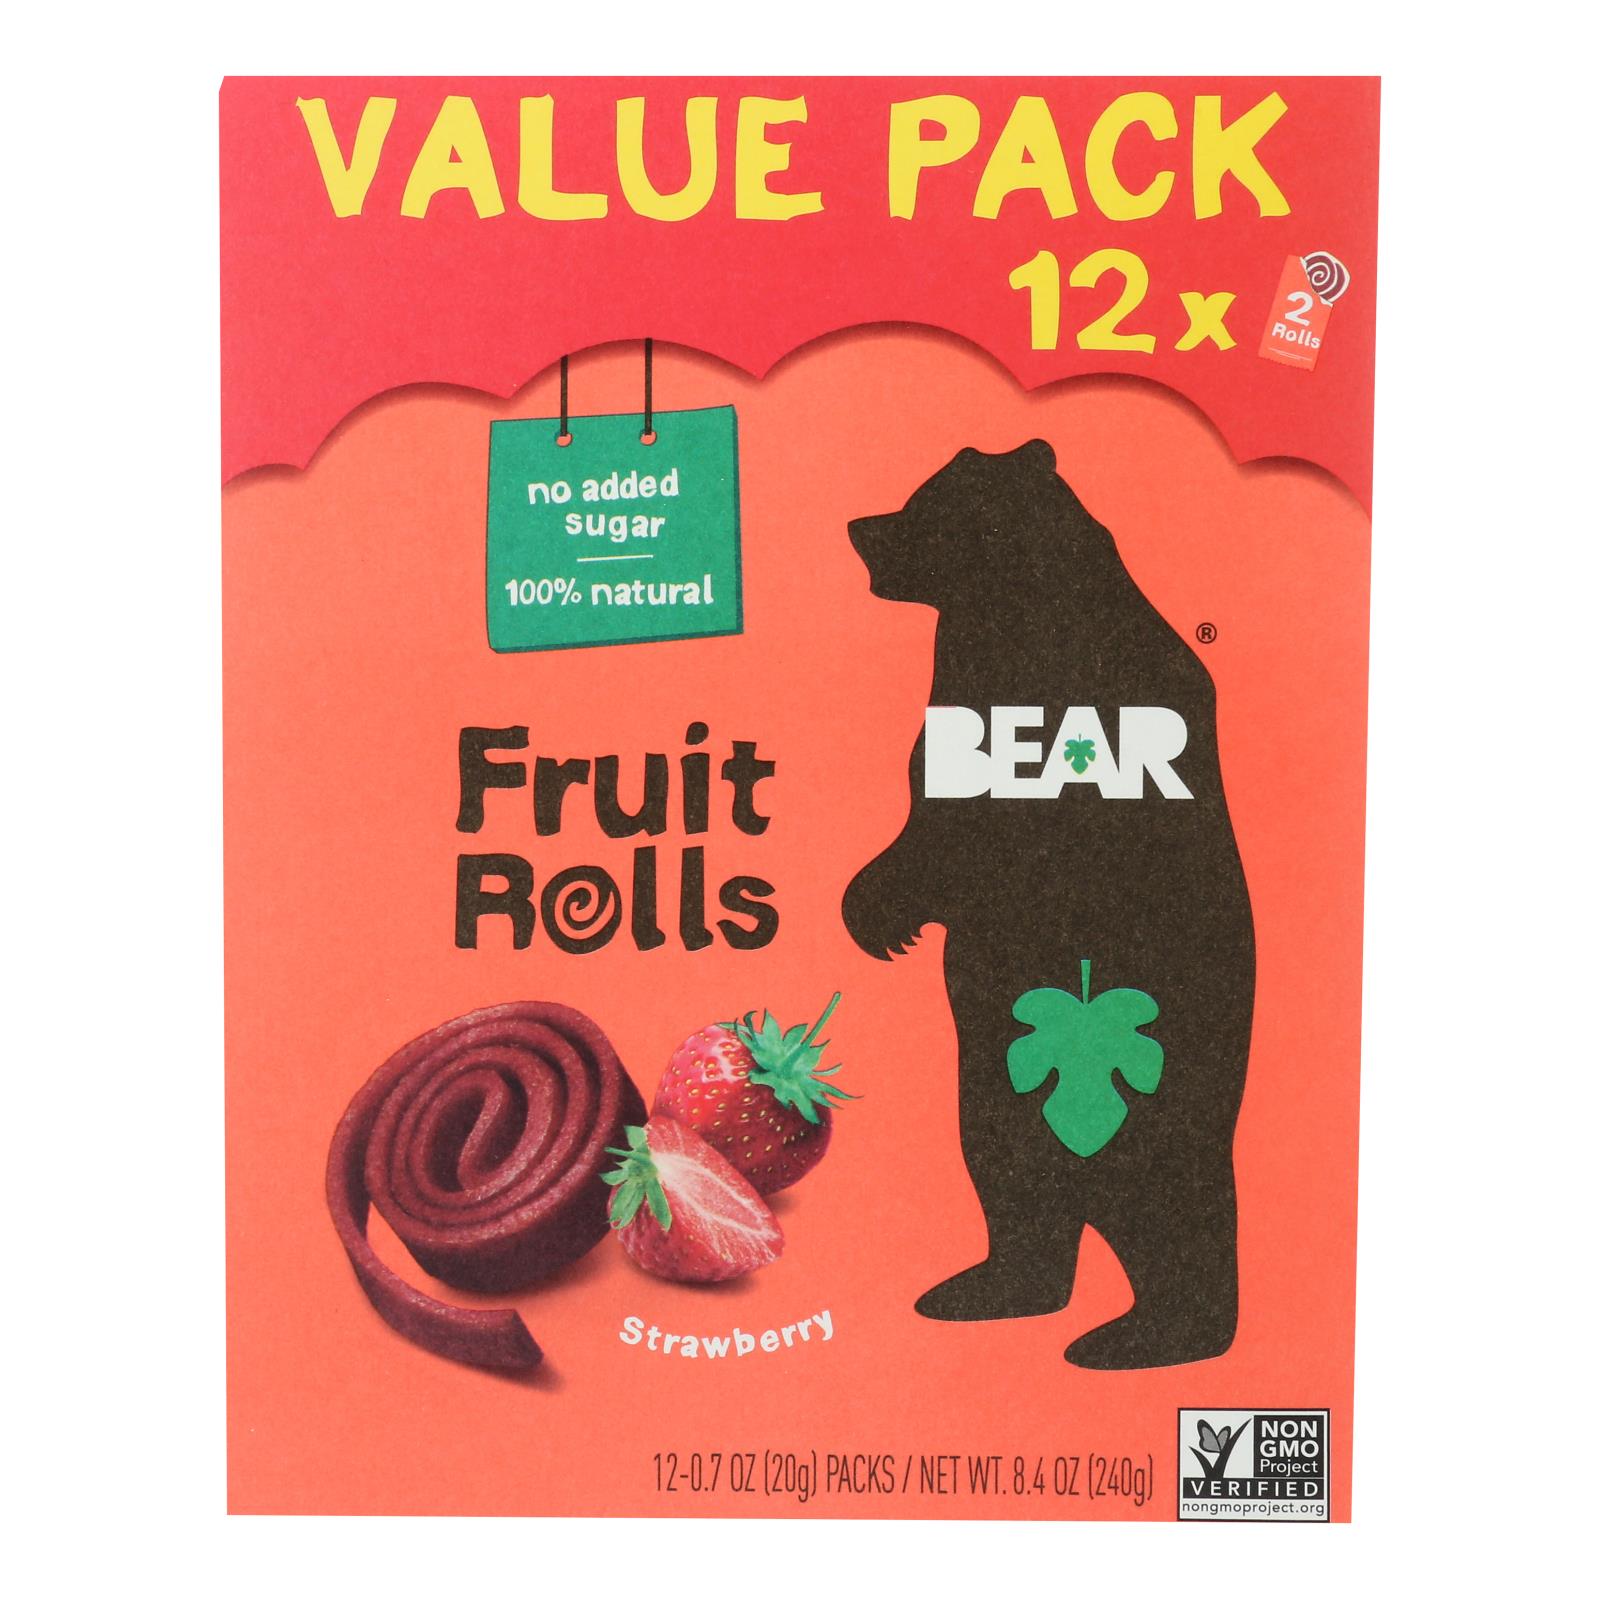 VALUE PACK
12 x
2
Rolls
no added
sugar
100% natural
®
BEAR
Fruit
Rolls
Strawberry
12-0.7 OZ (20g) PACKS / NET WT. 8.4 OZ (240g)
NON
GMO
Project
VERIFIED
nongmoproject.org